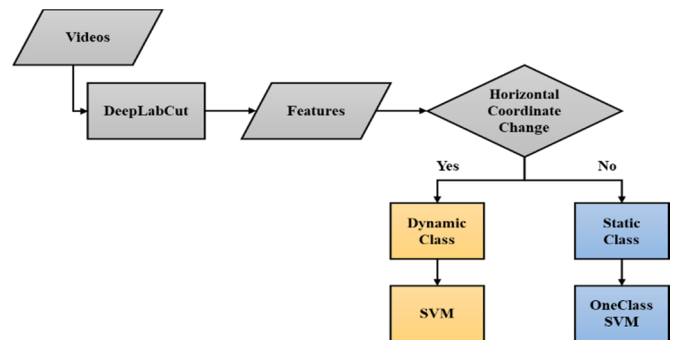 Videos
DeepLabCut
Features
Horizontal
Coordinate
Change
Yes
No
Dynamic
Class
Static
Class
SVM
OneClass
SVM